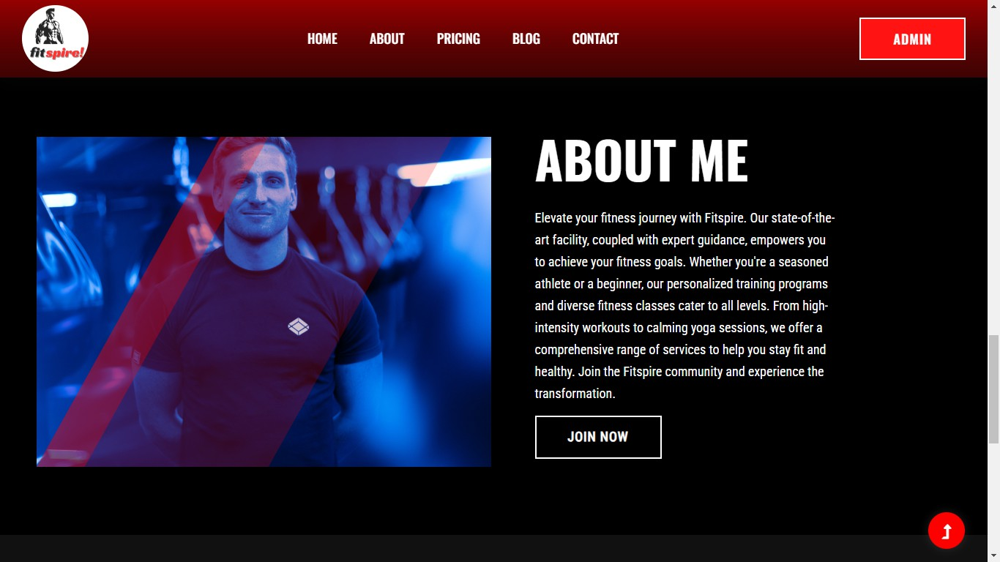 fitspire!
HOME ABOUT PRICING BLOG CONTACT
ADMIN
ABOUT ME
Elevate your fitness journey with Fitspire. Our state-of-the-
art facility, coupled with expert guidance, empowers you
to achieve your fitness goals. Whether you're a seasoned
athlete or a beginner, our personalized training programs
and diverse fitness classes cater to all levels. From high-
intensity workouts to calming yoga sessions, we offer a
comprehensive range of services to help you stay fit and
healthy. Join the Fitspire community and experience the
transformation.
JOIN NOW